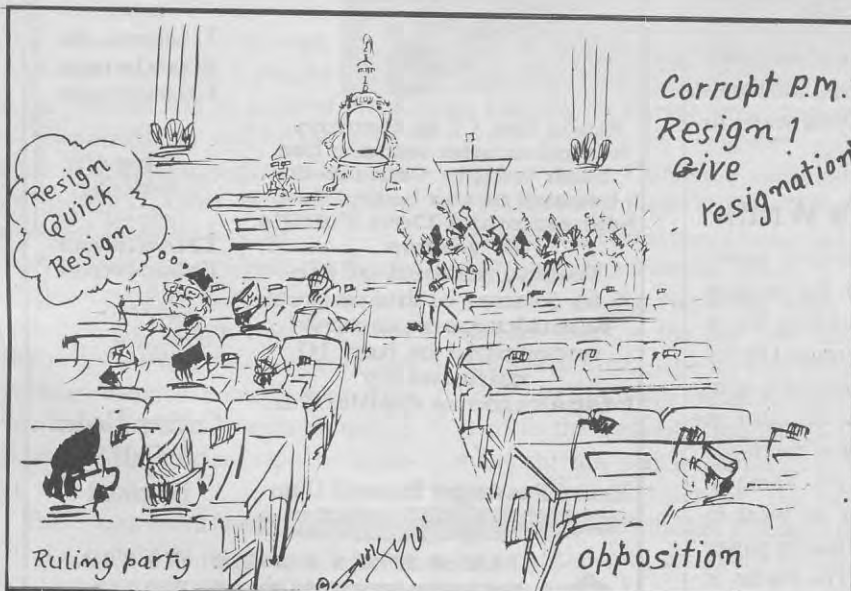 Resign
Quick
Resign
Corrupt P.M.
Resign !
Give
resignation
Ruling party
opposition